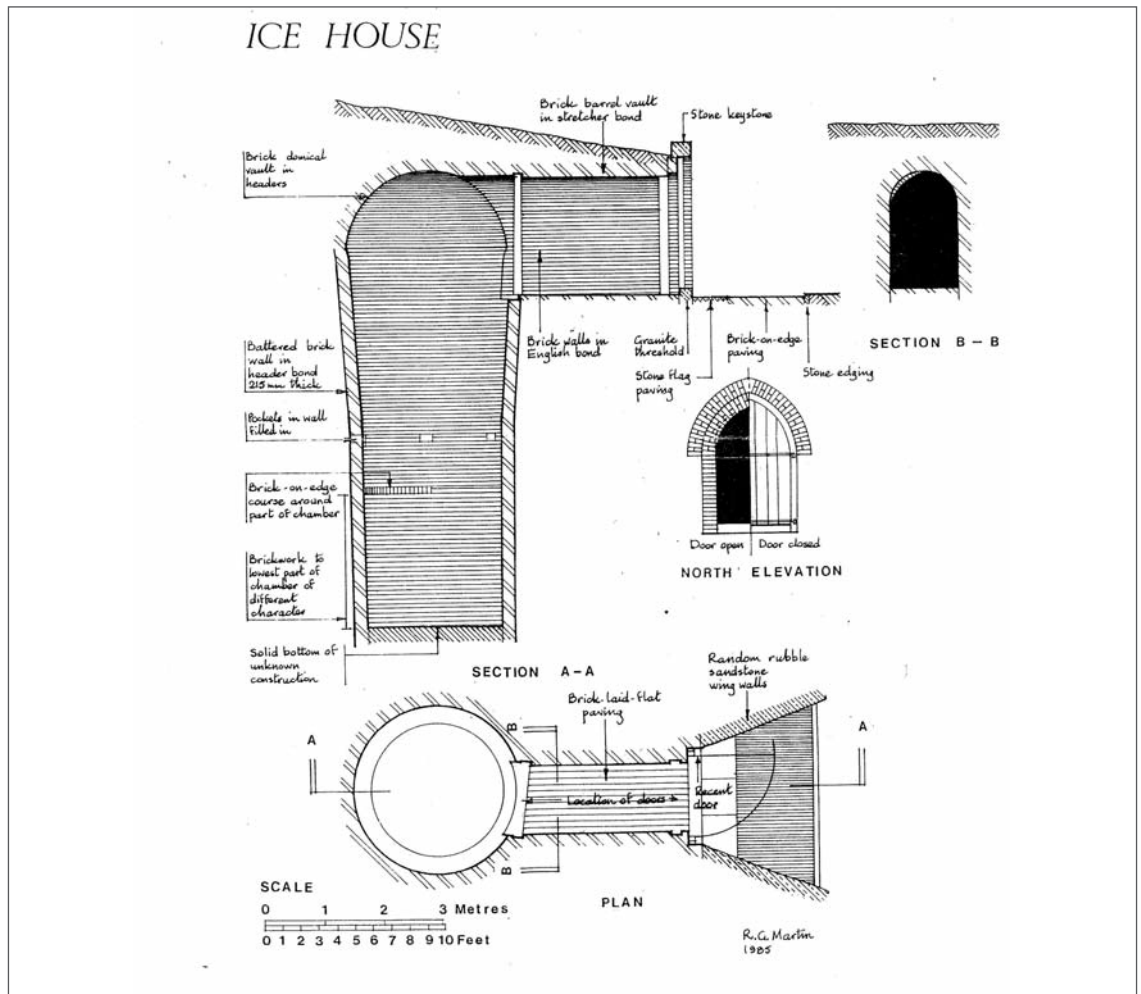 ICE HOUSE
Brick barrel vault
in stretcher bond
Stone keystone
Brick domical
vault in
headers
Brick walls in
English bond
Granite
threshold
Stone flag
paving
Brick-on-edge
paving
Stone edging
SECTION B-B
Battered brick
wall in
header bond
215mm thick
Pockets in wall
filled in
Brick-on-edge
course around
part of chamber
Brickwork to
lowest part of
chamber of
different
character
Solid bottom of
unknown
construction
Door open
Door closed
NORTH ELEVATION
SECTION A-A
Random rubble
sandstone
wing walls
Brick-laid-flat
paving
A
B
A
Location of doors
Recent
door
B
PLAN
SCALE
0 1 2 3 Metres
0 1 2 3 4 5 6 7 8 9 10 Feet
R.G. Martin
1985